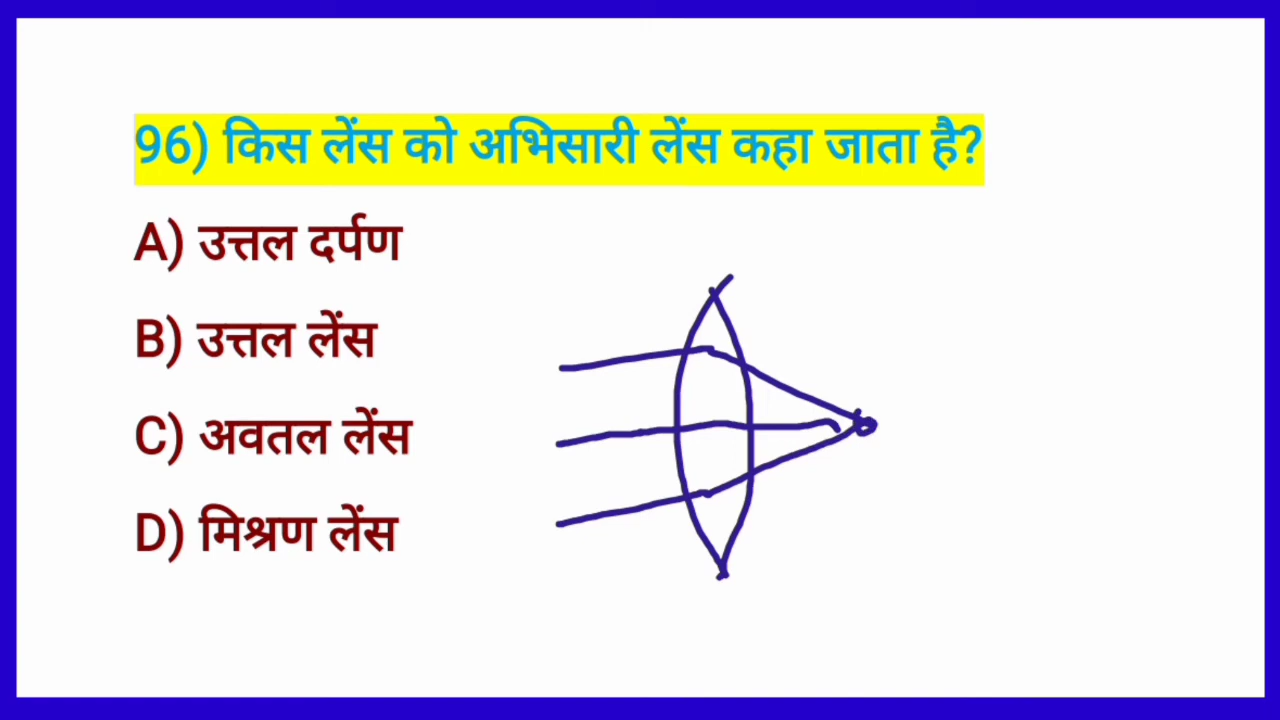 96) किस लेंस को अभिसारी लेंस कहा जाता है?
A) उत्तल दर्पण
B) उत्तल लेंस
C) अवतल लेंस
D) मिश्रण लेंस